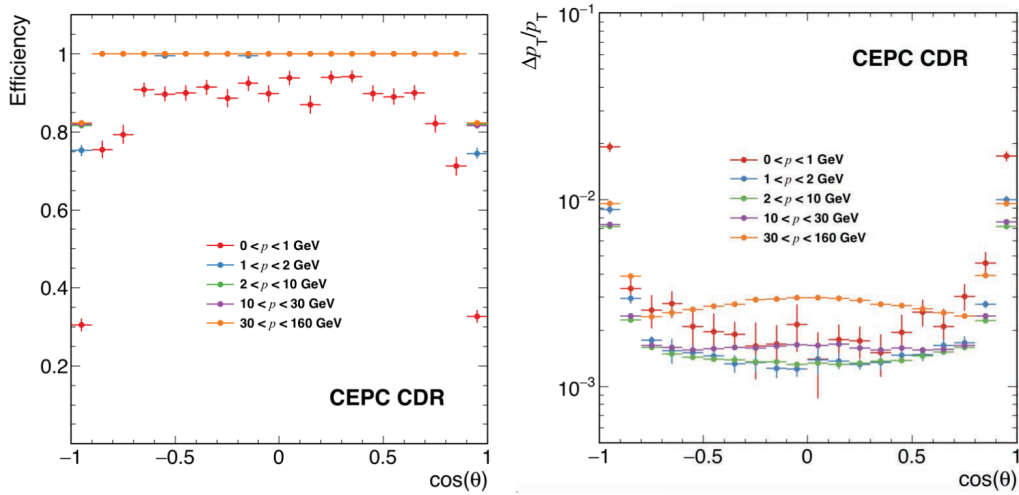 Efficiency
1
0.8
0.6
0.4
0.2
0 < p < 1 GeV
1 < p < 2 GeV
2 < p < 10 GeV
10 < p < 30 GeV
30 < p < 160 GeV
CEPC CDR
−1
−0.5
0
0.5
1
cos(θ)
Δp_T/p_T
10⁻¹
10⁻²
10⁻³
CEPC CDR
0 < p < 1 GeV
1 < p < 2 GeV
2 < p < 10 GeV
10 < p < 30 GeV
30 < p < 160 GeV
−1
−0.5
0
0.5
1
cos(θ)